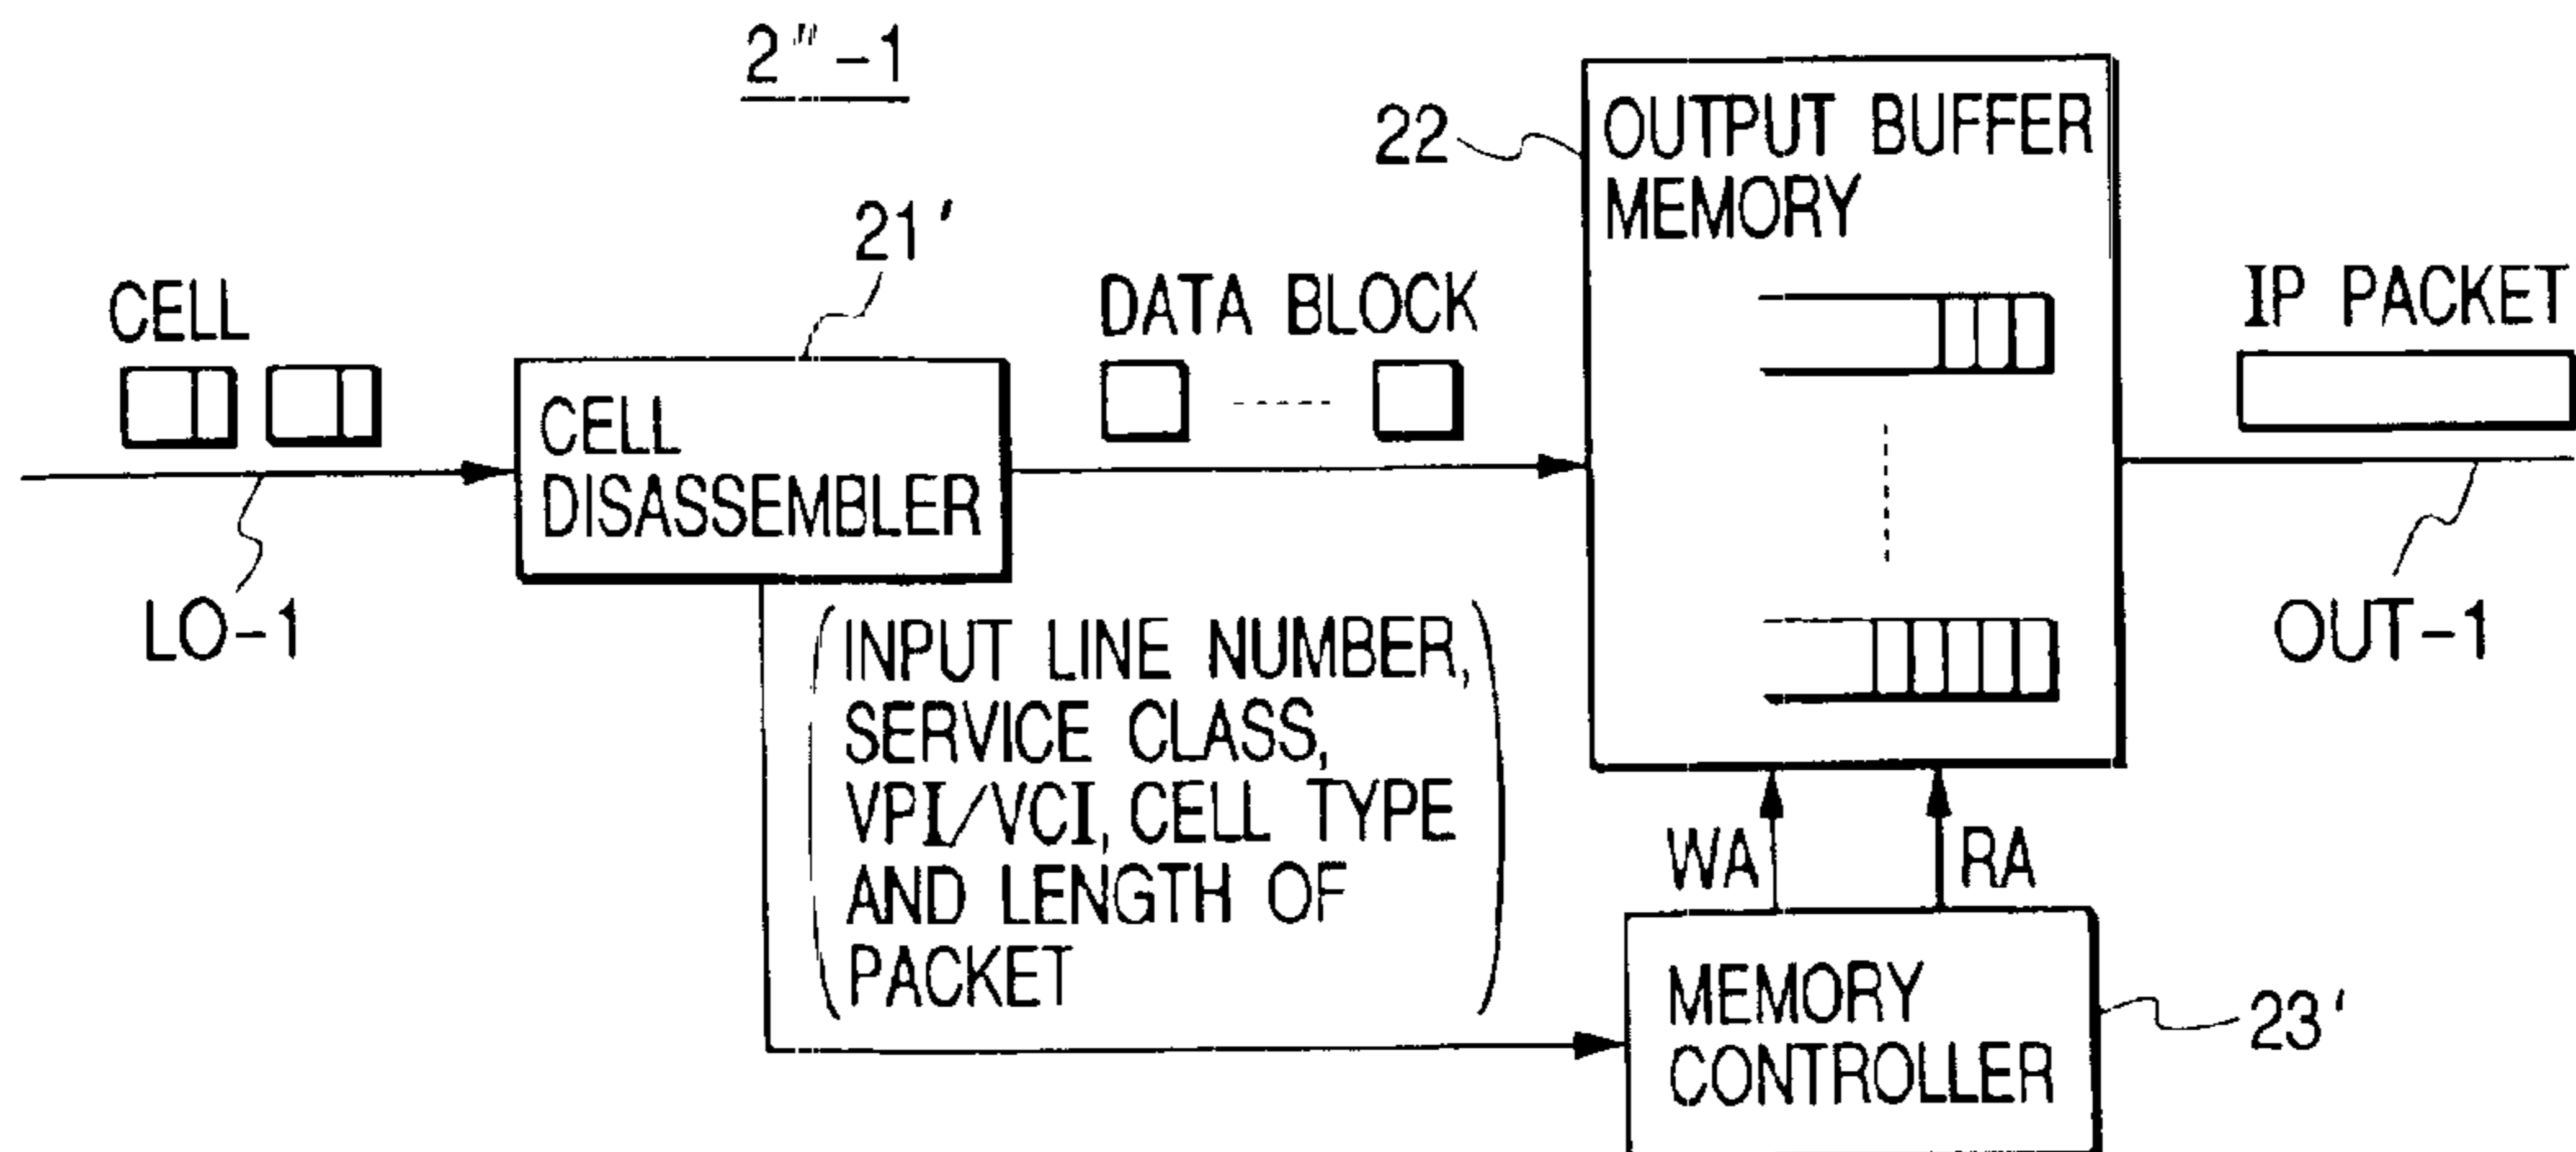 2'''-1
22
OUTPUT BUFFER
MEMORY
21'
CELL
DATA BLOCK
IP PACKET
CELL
DISASSEMBLER
LO-1
OUT-1
INPUT LINE NUMBER,
SERVICE CLASS,
VPI/VCI, CELL TYPE
AND LENGTH OF
PACKET
WA
RA
MEMORY
CONTROLLER
23'